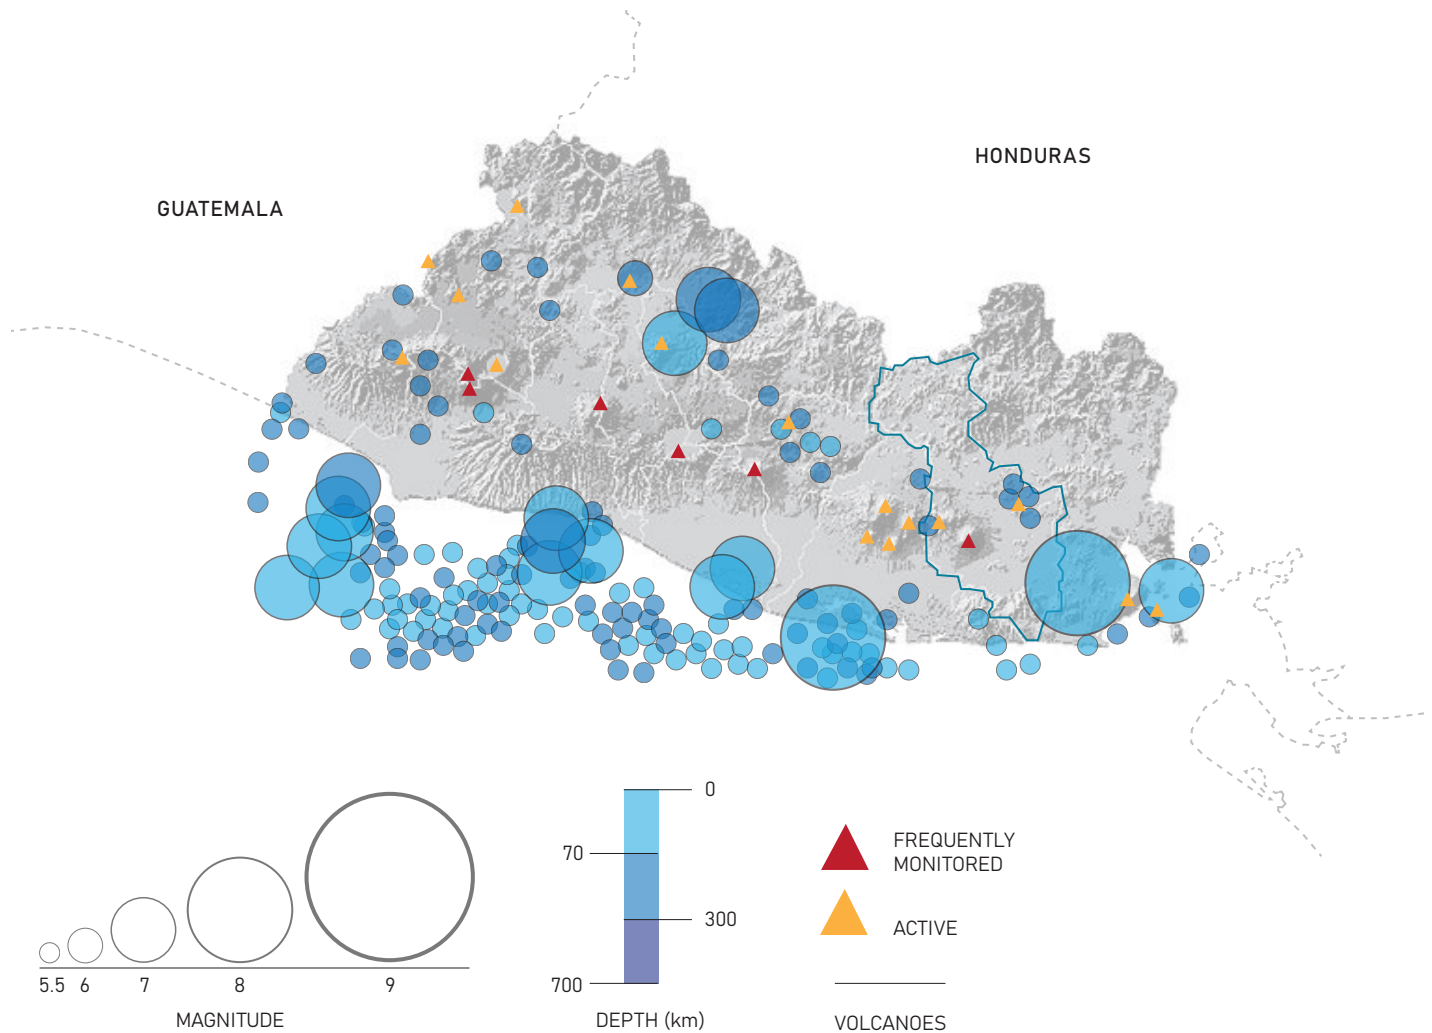 HONDURAS
GUATEMALA
0
70
300
700
DEPTH (km)
5.5 6 7 8 9
MAGNITUDE
FREQUENTLY
MONITORED
ACTIVE
VOLCANOES